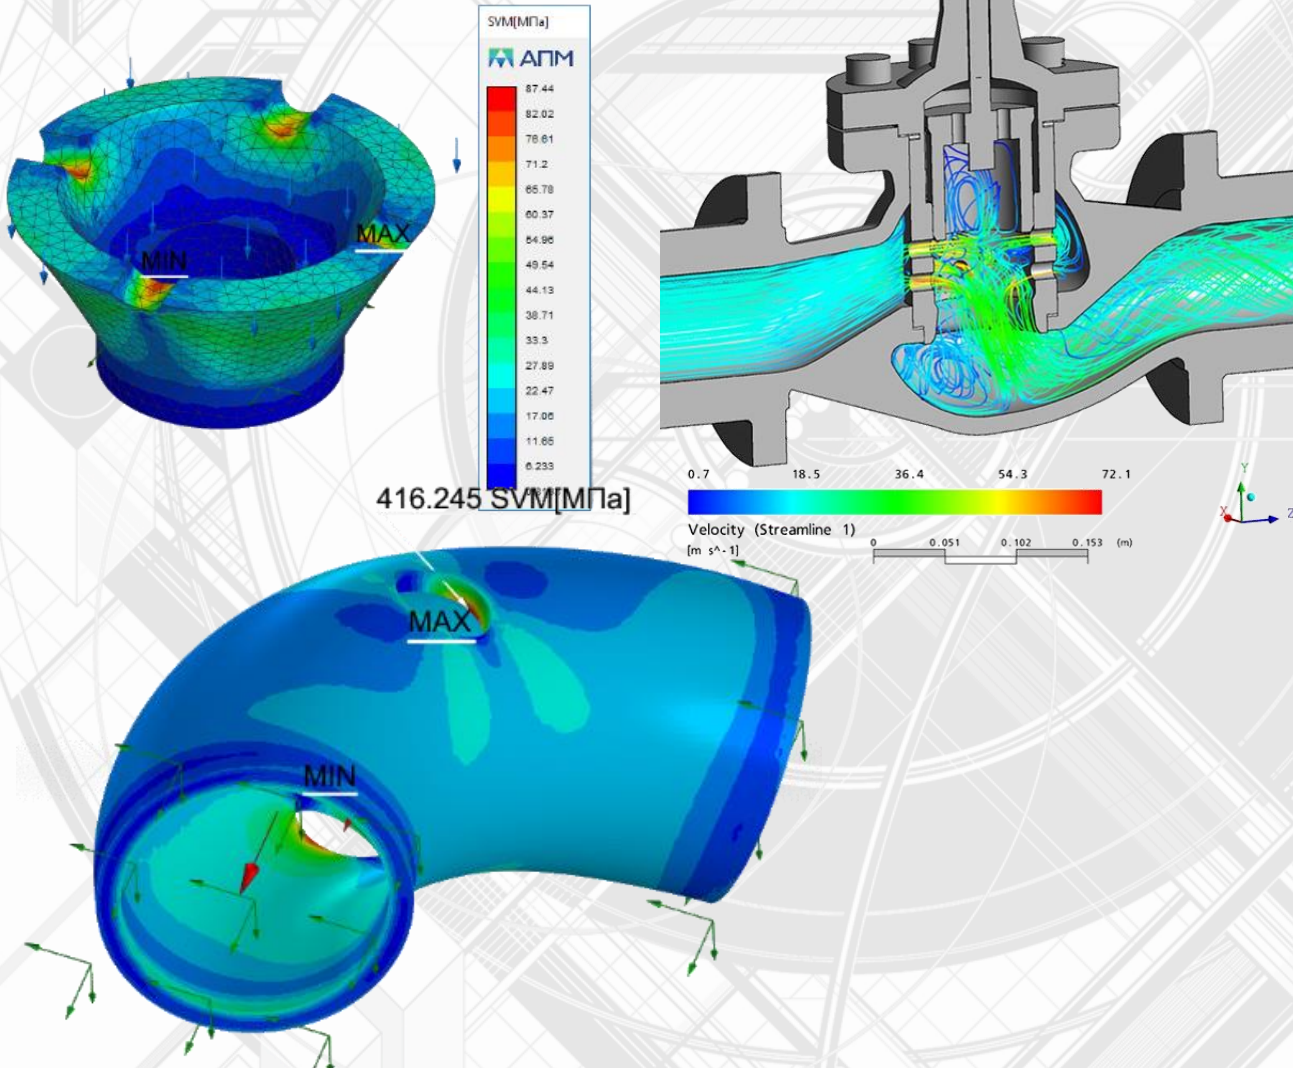 SVM[МПа]
АПМ
87.44
82.02
76.61
71.2
65.78
60.37
54.96
49.54
44.13
38.71
33.3
27.89
22.47
17.06
11.65
6.233
MAX
MIN
416.245 SVM[МПа]
0.7 18.5 36.4 54.3 72.1
Velocity (Streamline 1)
[m s^-1]
0 0.051 0.102 0.153 (m)
Y
X
Z
MAX
MIN